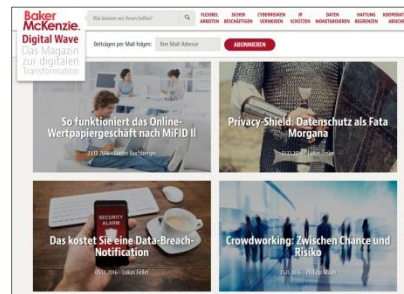 Baker
McKenzie.
Digital Wave
Das Magazin
zur digitalen
Transformation
Wie können wir Ihnen helfen?
FLEXIBEL
ARBEITEN
SICHER
BESCHÄFTIGEN
CYBERRISIKEN
VERMEIDEN
IP
SCHÜTZEN
DATEN
MONETARISIEREN
HAFTUNG
BEGRENZEN
Beiträgen per Mail folgen:
Ihre Mail Adresse
ABONNIEREN
So funktioniert das Online-
Wertpapiergeschäft nach MiFID II
Privacy-Shield: Datenschutz als Fata
Morgana
SECURITY
ALARM
Das kostet Sie eine Data-Breach-
Notification
Lukas Feiler
Crowdworking: Zwischen Chance und
Risiko